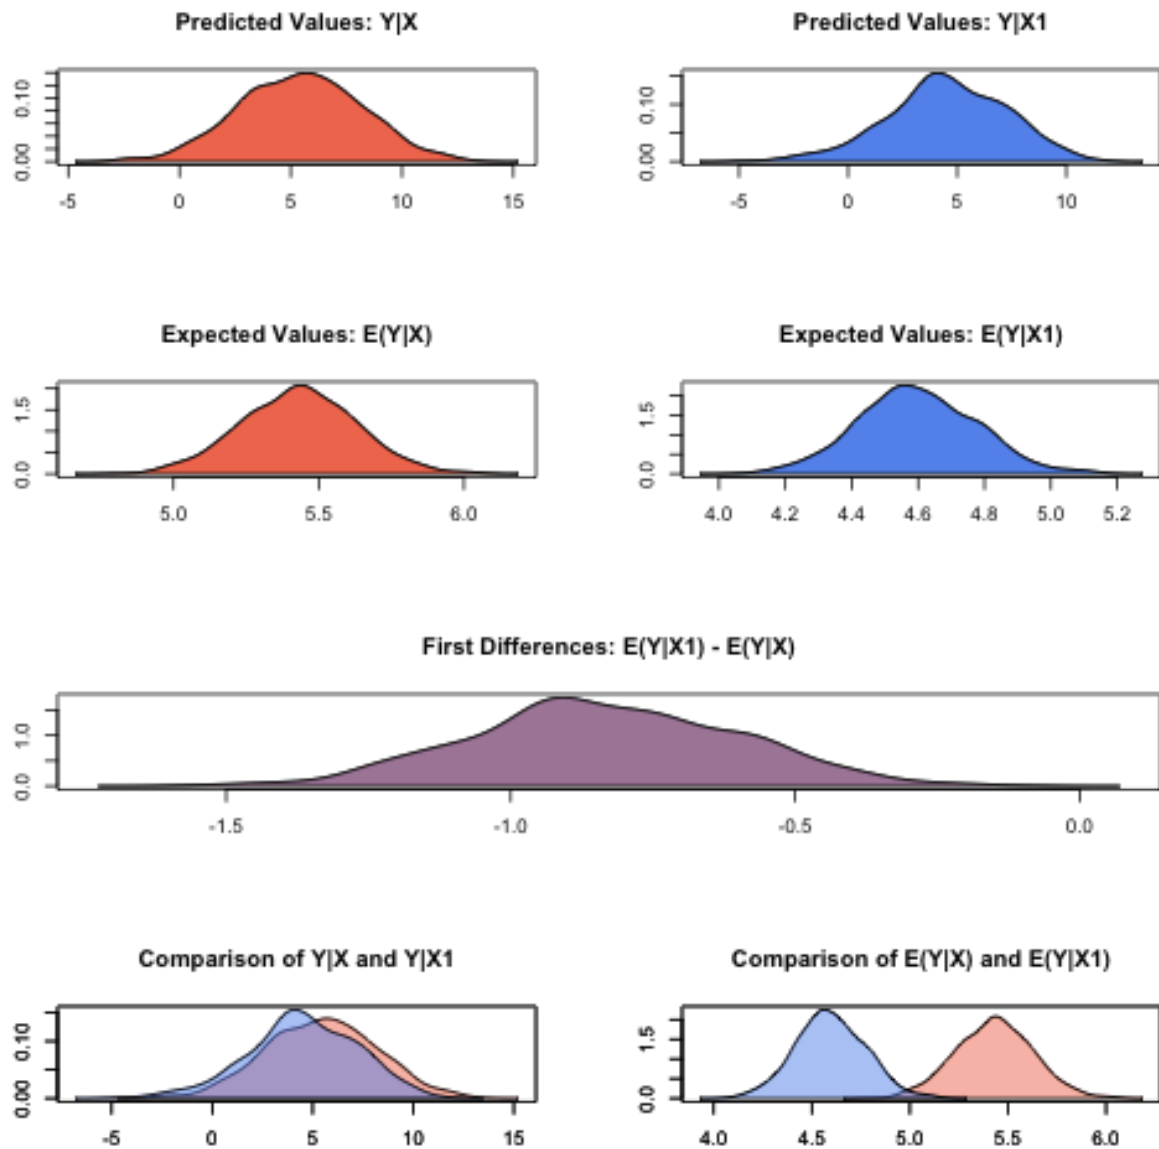 Predicted Values: Y|X
0.00 0.10
-5 0 5 10 15
Predicted Values: Y|X1
0.00 0.10
-5 0 5 10
Expected Values: E(Y|X)
0.0 1.5
5.0 5.5 6.0
Expected Values: E(Y|X1)
0.0 1.5
4.0 4.2 4.4 4.6 4.8 5.0 5.2
First Differences: E(Y|X1) - E(Y|X)
0.0 1.0
-1.5 -1.0 -0.5 0.0
Comparison of Y|X and Y|X1
0.00 0.10
-5 0 5 10 15
Comparison of E(Y|X) and E(Y|X1)
0.0 1.5
4.0 4.5 5.0 5.5 6.0